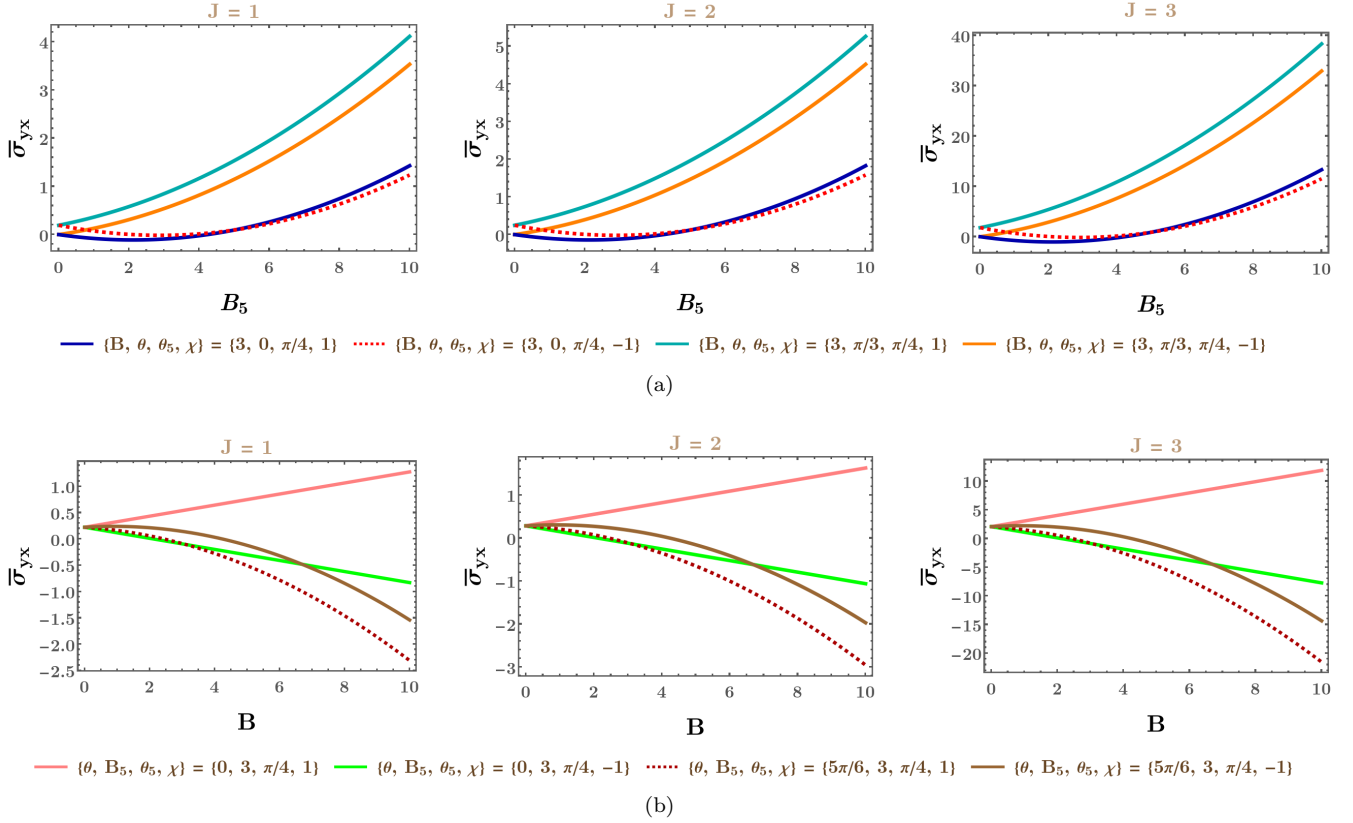 J = 1
J = 2
J = 3
σ̅yx
4
3
2
1
0
0 2 4 6 8 10
B₅
σ̅yx
5
4
3
2
1
0
0 2 4 6 8 10
B₅
σ̅yx
40
30
20
10
0
0 2 4 6 8 10
B₅
{B, θ, θ₅, χ} = {3, 0, π/4, 1}
{B, θ, θ₅, χ} = {3, 0, π/4, -1}
{B, θ, θ₅, χ} = {3, π/3, π/4, 1}
{B, θ, θ₅, χ} = {3, π/3, π/4, -1}
(a)
J = 1
J = 2
J = 3
σ̅yx
1.0
0.5
0.0
-0.5
-1.0
-1.5
-2.0
-2.5
0 2 4 6 8 10
B
σ̅yx
1
0
-1
-2
-3
0 2 4 6 8 10
B
σ̅yx
10
5
0
-5
-10
-15
-20
0 2 4 6 8 10
B
{θ, B₅, θ₅, χ} = {0, 3, π/4, 1}
{θ, B₅, θ₅, χ} = {0, 3, π/4, -1}
{θ, B₅, θ₅, χ} = {5π/6, 3, π/4, 1}
{θ, B₅, θ₅, χ} = {5π/6, 3, π/4, -1}
(b)